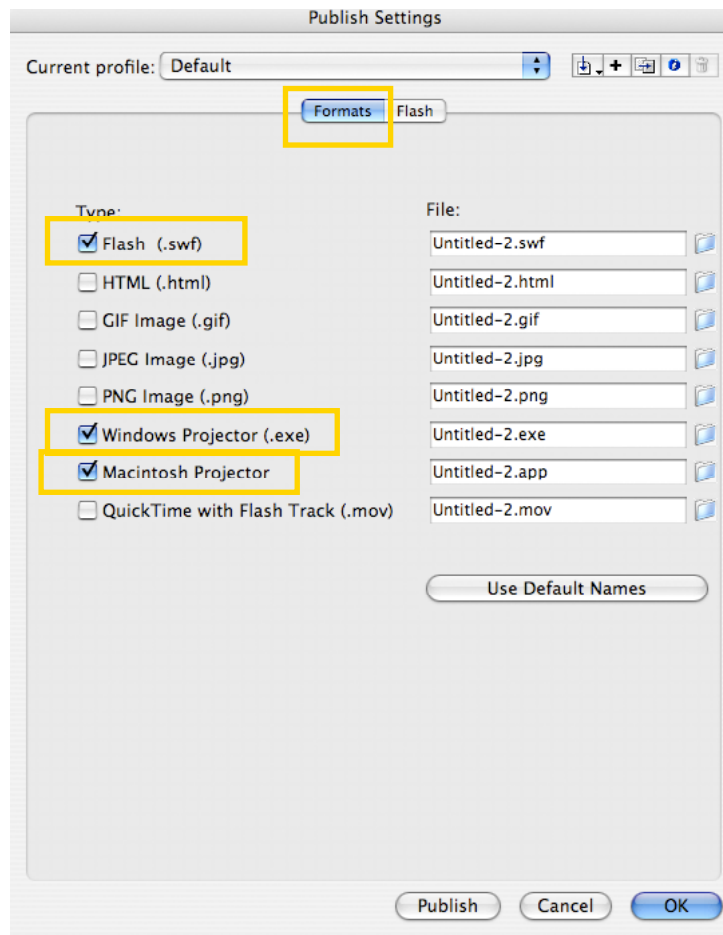 Publish Settings
Current profile: Default
Formats Flash
Type: File:
Flash (.swf) Untitled-2.swf
HTML (.html) Untitled-2.html
GIF Image (.gif) Untitled-2.gif
JPEG Image (.jpg) Untitled-2.jpg
PNG Image (.png) Untitled-2.png
Windows Projector (.exe) Untitled-2.exe
Macintosh Projector Untitled-2.app
QuickTime with Flash Track (.mov) Untitled-2.mov
Use Default Names
Publish Cancel OK